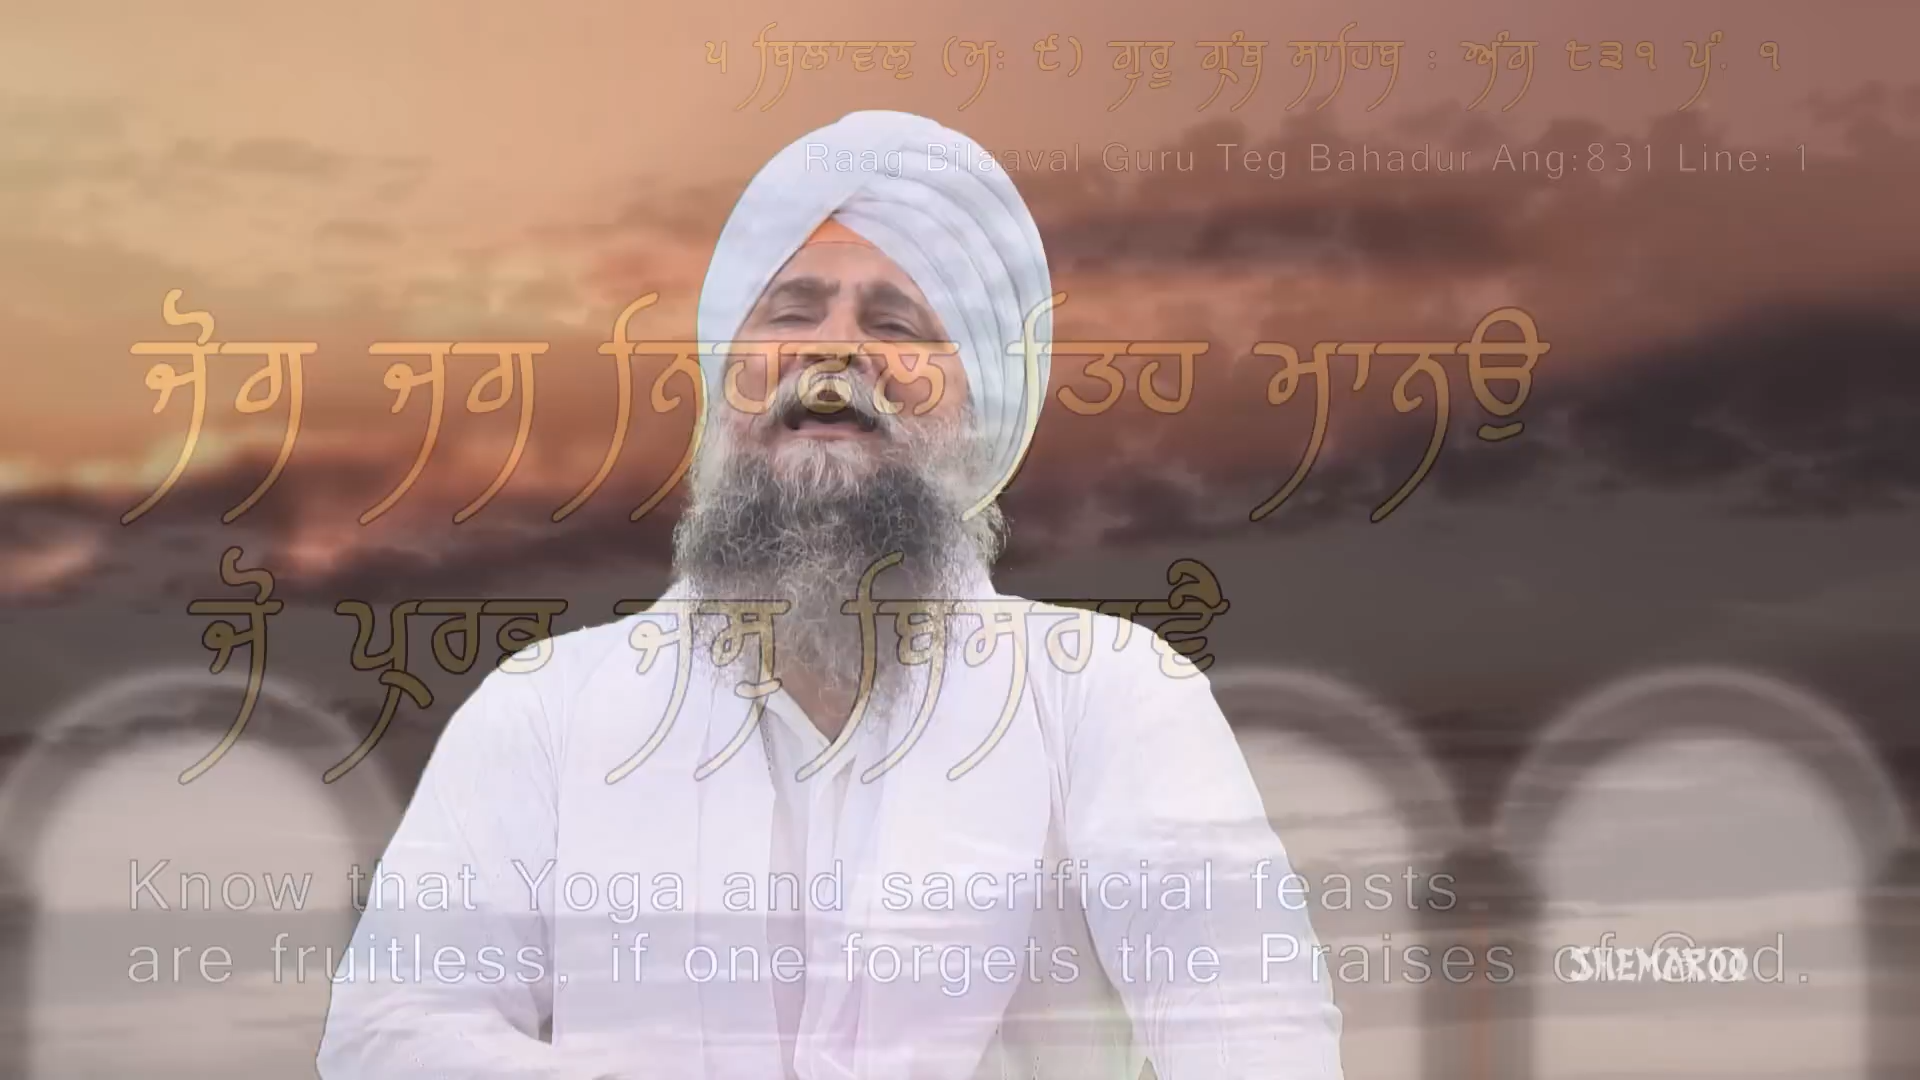 ੫ ਬਿਲਾਵਲੁ (ਮਃ ੯) ਗੁਰੂ ਗ੍ਰੰਥ ਸਾਹਿਬ : ਅੰਗ ੮੩੧ ਪੰ. ੧
Raag Bilaaval Guru Teg Bahadur Ang:831 Line: 1
ਜੋਗ ਜਗ ਨਿਹਫਲ ਤਿਹ ਮਾਨਉ
ਜੋ ਪ੍ਰਭ ਜਸੁ ਬਿਸਰਾਵੈ
Know that Yoga and sacrificial feasts
are fruitless, if one forgets the Praises of God.
SHEMAROO